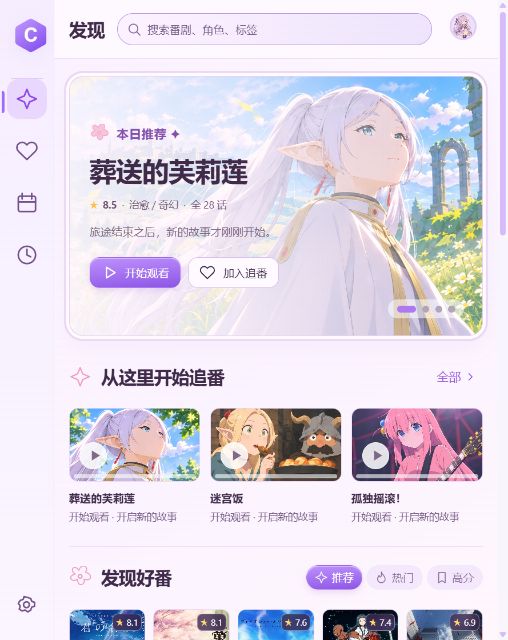 C
发现
搜索番剧、角色、标签
本日推荐
葬送的芙莉莲
8.5 · 治愈 / 奇幻 · 全 28 话
旅途结束之后，新的故事才刚刚开始。
开始观看
加入追番
从这里开始追番
全部
葬送的芙莉莲
开始观看 · 开启新的故事
迷宫饭
开始观看 · 开启新的故事
孤独摇滚！
开始观看 · 开启新的故事
发现好番
推荐
热门
高分
8.1
9.1
7.6
7.4
6.9